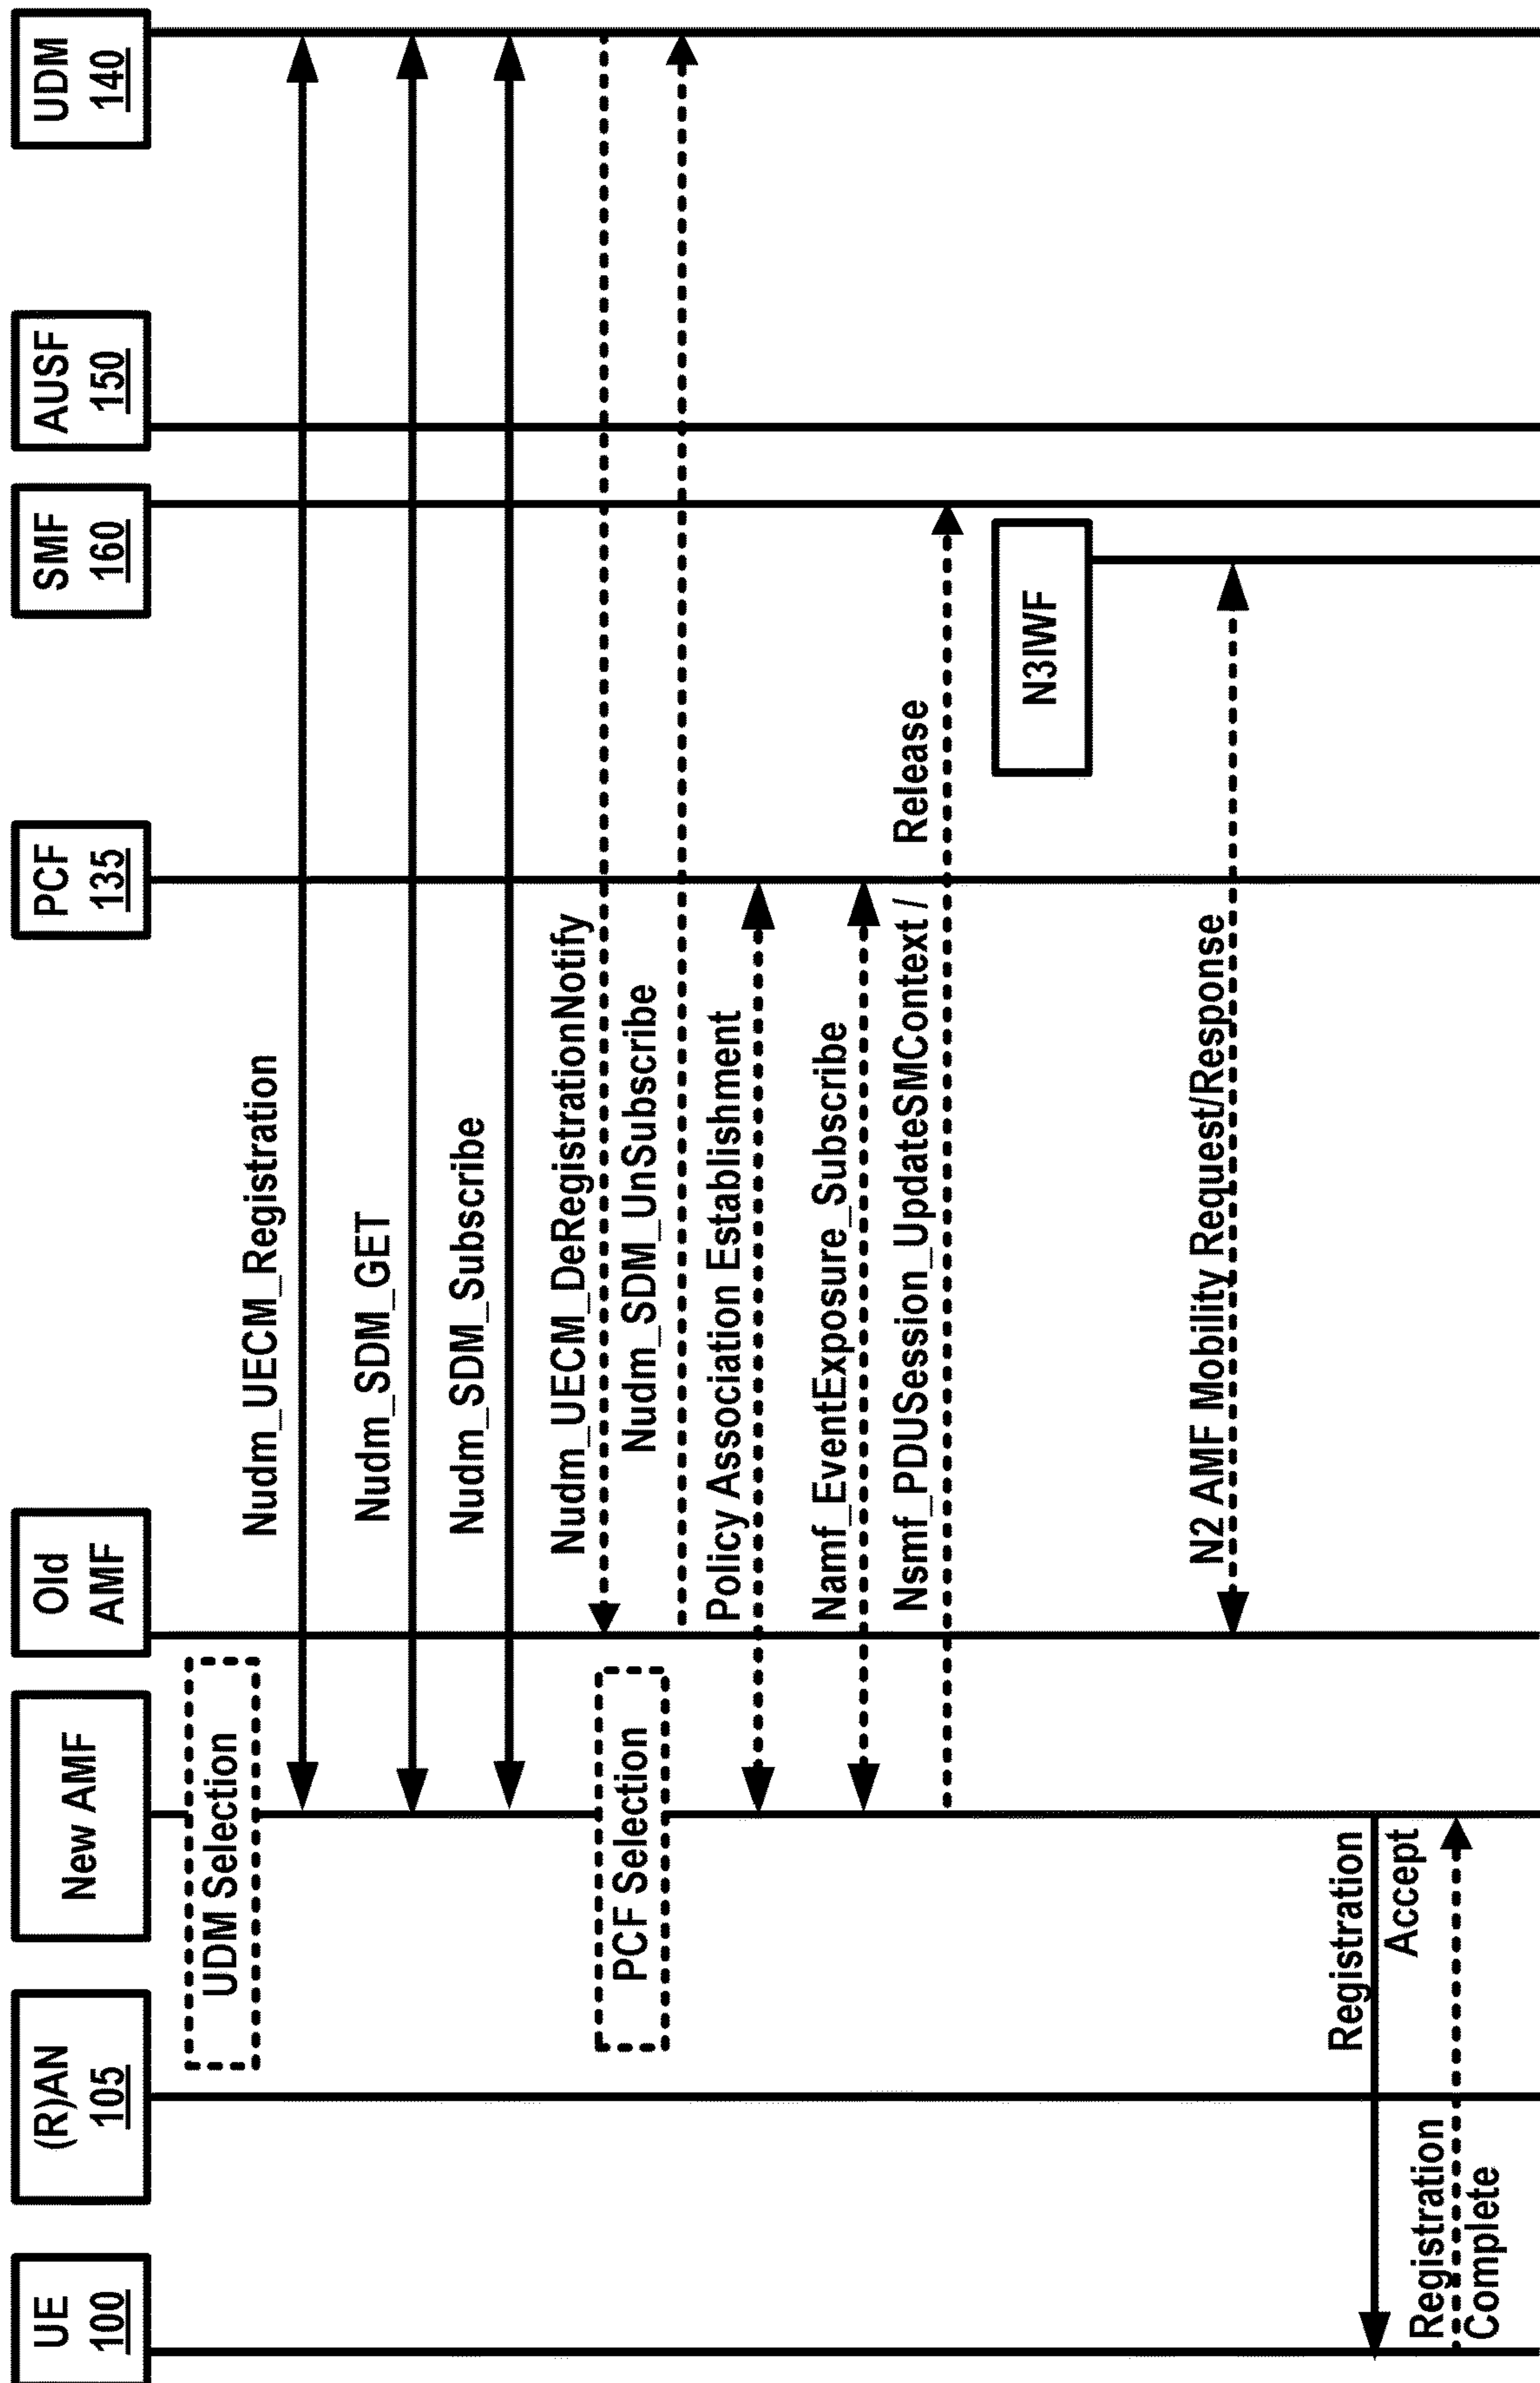 UE
100
(R)AN
105
New AMF
Old
AMF
PCF
135
SMF
160
AUSF
150
UDM
140
UDM Selection
Nudm_UECM_Registration
Nudm_SDM_GET
Nudm_SDM_Subscribe
Nudm_UECM_DeRegistrationNotify
PCF Selection
Nudm_SDM_UnSubscribe
Policy Association Establishment
Namf_EventExposure_Subscribe
Nsmf_PDUSession_UpdateSMContext / Release
N3IWF
N2 AMF Mobility Request/Response
Registration
Accept
Registration
Complete